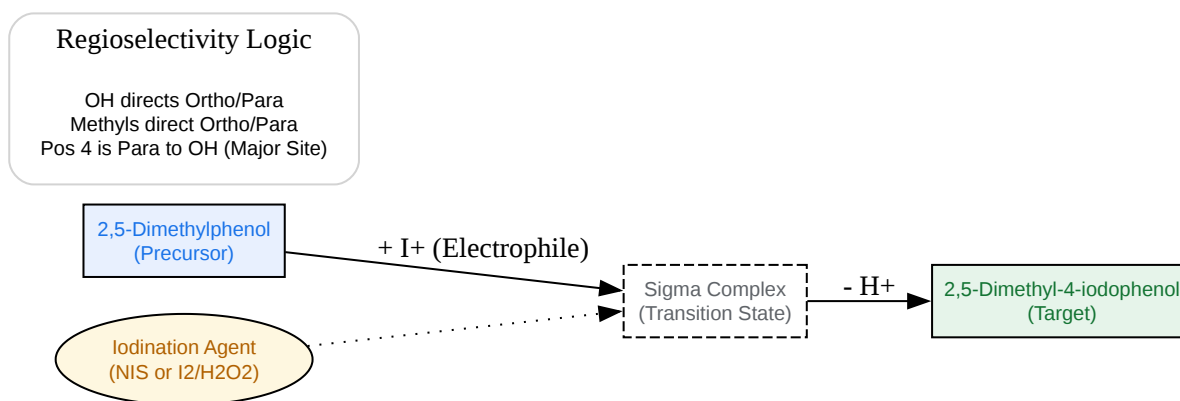 Regioselectivity Logic
OH directs Ortho/Para
Methyls direct Ortho/Para
Pos 4 is Para to OH (Major Site)
2,5-Dimethylphenol
(Precursor)
+ I+ (Electrophile)
Sigma Complex
(Transition State)
- H+
2,5-Dimethyl-4-iodophenol
(Target)
Iodination Agent
(NIS or I2/H2O2)